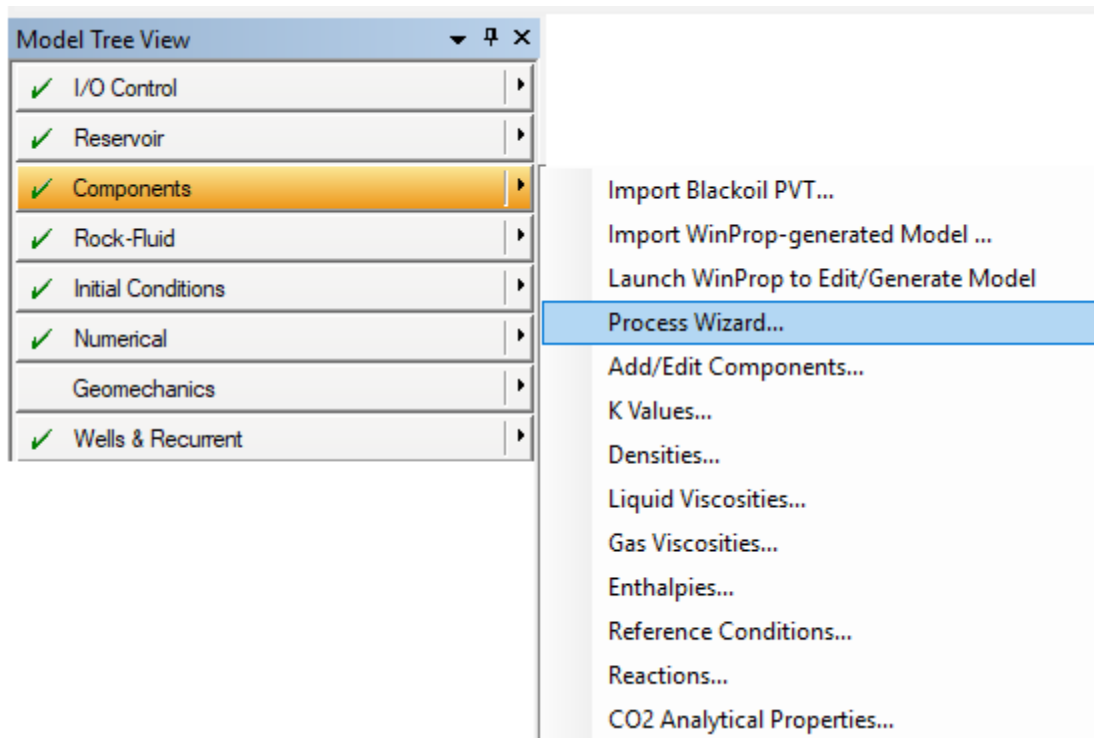 Model Tree View
I/O Control
Reservoir
Components
Rock-Fluid
Initial Conditions
Numerical
Geomechanics
Wells & Recurrent
Import Blackoil PVT...
Import WinProp-generated Model ...
Launch WinProp to Edit/Generate Model
Process Wizard...
Add/Edit Components...
K Values...
Densities...
Liquid Viscosities...
Gas Viscosities...
Enthalpies...
Reference Conditions...
Reactions...
CO2 Analytical Properties...